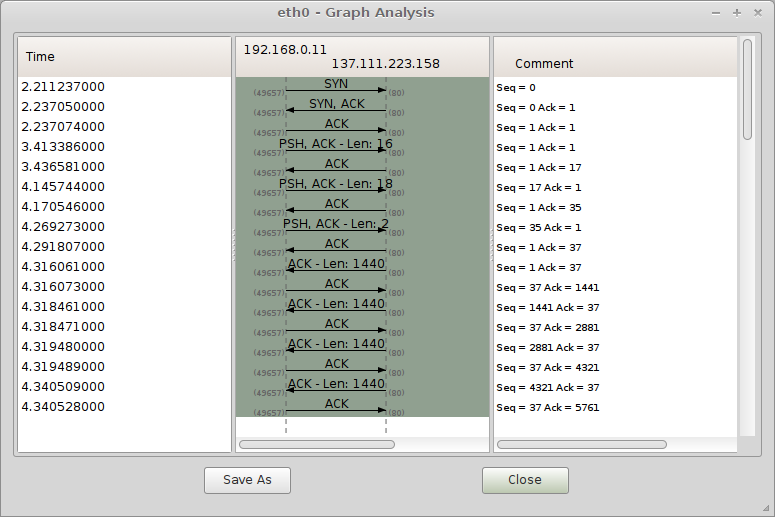 eth0 - Graph Analysis
Time 192.168.0.11 137.111.223.158 Comment
2.211237000 (49657) SYN (80) Seq = 0
2.237050000 (49657) SYN, ACK (80) Seq = 0 Ack = 1
2.237074000 (49657) ACK (80) Seq = 1 Ack = 1
3.413386000 (49657) PSH, ACK - Len: 16 (80) Seq = 1 Ack = 1
3.436581000 (49657) ACK (80) Seq = 1 Ack = 17
4.145744000 (49657) PSH, ACK - Len: 18 (80) Seq = 17 Ack = 1
4.170546000 (49657) ACK (80) Seq = 1 Ack = 35
4.269273000 (49657) PSH, ACK - Len: 2 (80) Seq = 35 Ack = 1
4.291807000 (49657) ACK (80) Seq = 1 Ack = 37
4.316061000 (49657) ACK - Len: 1440 (80) Seq = 1 Ack = 37
4.316073000 (49657) ACK (80) Seq = 37 Ack = 1441
4.318461000 (49657) ACK - Len: 1440 (80) Seq = 1441 Ack = 37
4.318471000 (49657) ACK (80) Seq = 37 Ack = 2881
4.319480000 (49657) ACK - Len: 1440 (80) Seq = 2881 Ack = 37
4.319489000 (49657) ACK (80) Seq = 37 Ack = 4321
4.340509000 (49657) ACK - Len: 1440 (80) Seq = 4321 Ack = 37
4.340528000 (49657) ACK (80) Seq = 37 Ack = 5761
Save As Close